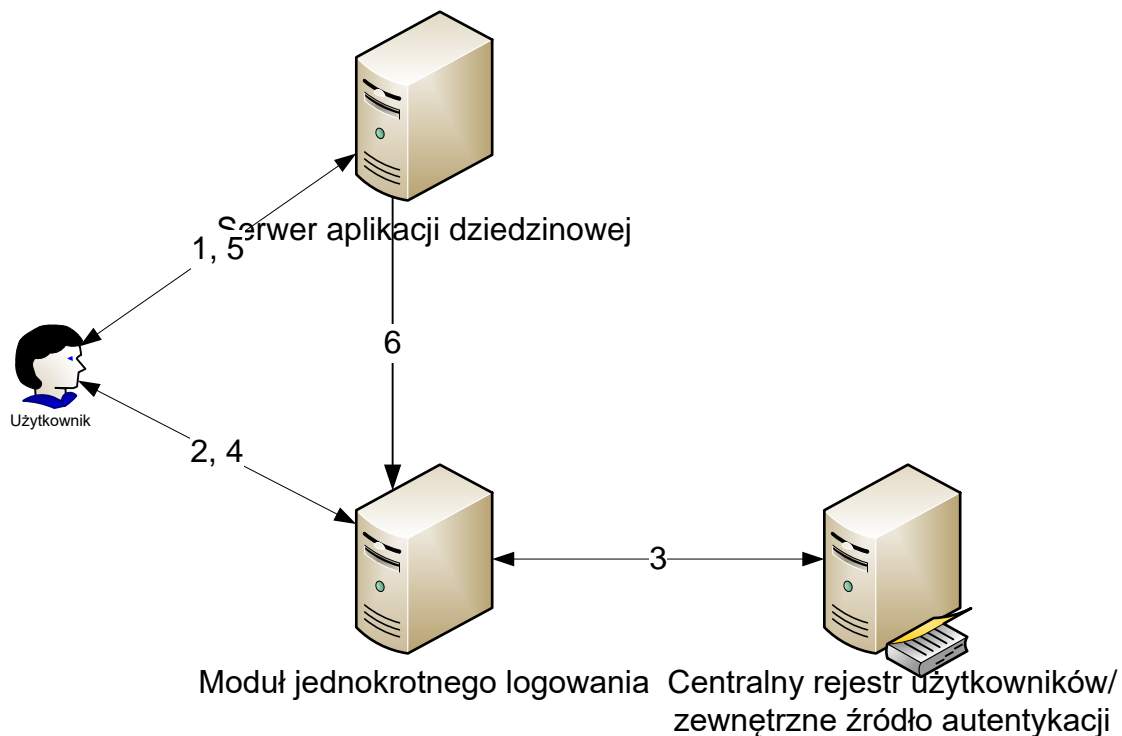 Serwer aplikacji dziedzinowej
1, 5
6
Użytkownik
2, 4
3
Moduł jednokrotnego logowania
Centralny rejestr użytkowników/
zewnętrzne źródło autentykacji